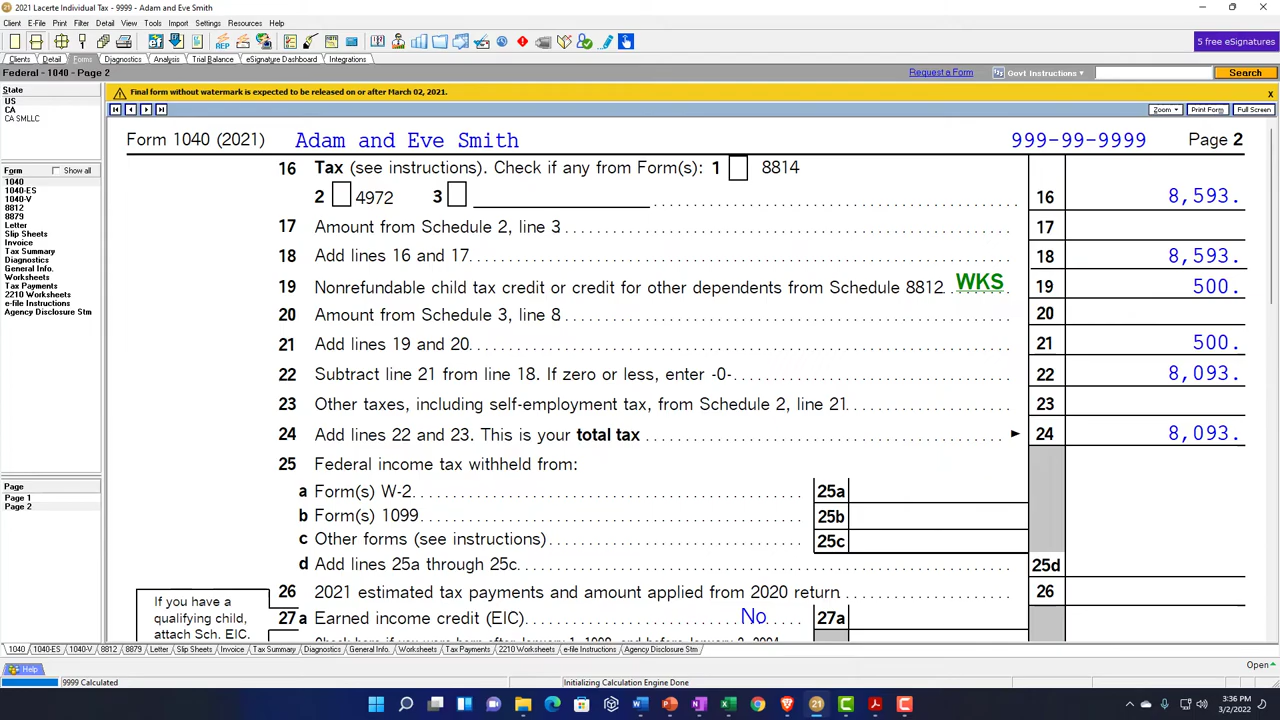 2021 Lacerte Individual Tax - 9999 - Adam and Eve Smith
Client E-File Print Filter Detail View Tools Import Settings Resources Help
5 free eSignatures
Clients Detail Forms Diagnostics Analysis Trial Balance eSignature Dashboard Integrations
Federal - 1040 - Page 2 Request a Form Govt Instructions Search
State
US
CA
CA SMLLC
Final form without watermark is expected to be released on or after March 02, 2021. X
Zoom Print Form Full Screen
Form Show all
1040
1040-ES
1040-V
8812
8879
Letter
Slip Sheets
Invoice
Tax Summary
Diagnostics
General Info.
Worksheets
Tax Payments
2210 Worksheets
e-file Instructions
Agency Disclosure Stm
Page
Page 1
Page 2
Form 1040 (2021) Adam and Eve Smith 999-99-9999 Page 2
16 Tax (see instructions). Check if any from Form(s): 1 8814
2 4972 3 16 8,593.
17 Amount from Schedule 2, line 3 17
18 Add lines 16 and 17 18 8,593.
19 Nonrefundable child tax credit or credit for other dependents from Schedule 8812 WKS 19 500.
20 Amount from Schedule 3, line 8 20
21 Add lines 19 and 20 21 500.
22 Subtract line 21 from line 18. If zero or less, enter -0- 22 8,093.
23 Other taxes, including self-employment tax, from Schedule 2, line 21 23
24 Add lines 22 and 23. This is your total tax 24 8,093.
25 Federal income tax withheld from:
a Form(s) W-2 25a
b Form(s) 1099 25b
c Other forms (see instructions) 25c
d Add lines 25a through 25c 25d
26 2021 estimated tax payments and amount applied from 2020 return 26
If you have a
qualifying child,
attach Sch. EIC.
27a Earned income credit (EIC) No 27a
1040 1040-ES 1040-V 8812 8879 Letter Slip Sheets Invoice Tax Summary Diagnostics General Info. Worksheets Tax Payments 2210 Worksheets e-file Instructions Agency Disclosure Stm
Help Open
9999 Calculated Initializing Calculation Engine Done
3:36 PM
3/2/2022